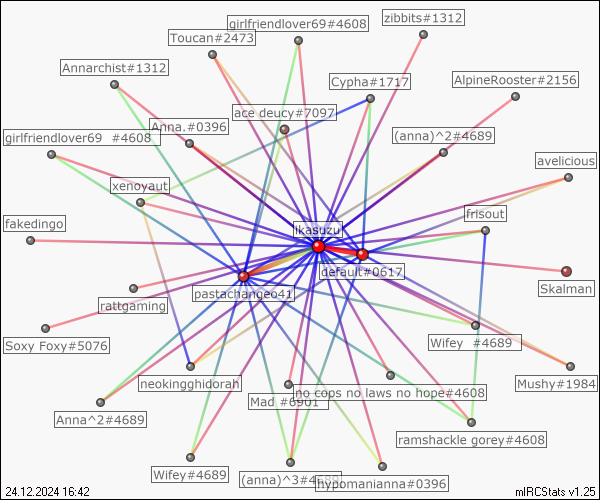 zibbits#1312
girlfriendlover69#4608
Toucan#2473
Annarchist#1312
Cypha#1717
AlpineRooster#2156
ace deucy#7097
Anna.#0396
(anna)^2#4689
girlfriendlover69 #4608
avelicious
xenoyaut
frisout
fakedingo
ikasuzu
default#0617
Skalman
pastachangeo41
rattgaming
Soxy Foxy#5076
Wifey #4689
neokingghidorah
Mushy#1984
no cops no laws no hope#4608
Mad #6901
Anna^2#4689
ramshackle gorey#4608
Wifey#4689
(anna)^3#4689
hypomanianna#0396
24.12.2024 16:42
mIRCStats v1.25